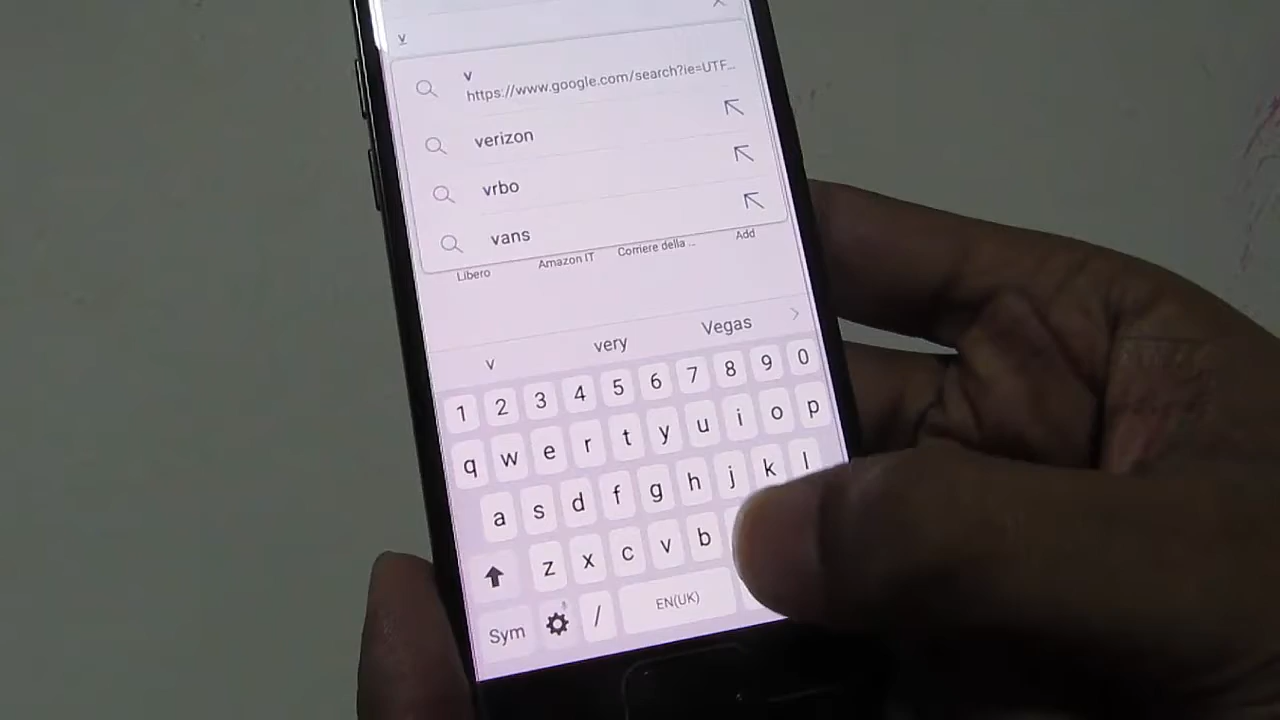 v
v
https://www.google.com/search?ie=UTF...
verizon
vrbo
vans
Libero Amazon IT Corriere della ... Add
v very Vegas
1 2 3 4 5 6 7 8 9 0
q w e r t y u i o p
a s d f g h j k l
z x c v b
Sym / EN(UK)